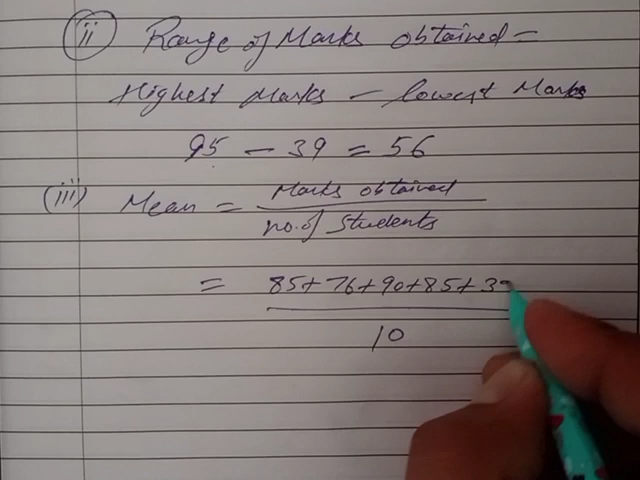 (ii) Range of Marks obtained =
Highest Marks - lowest Marks
95 - 39 = 56
(iii) Mean = Marks obtained
no. of Students
= 85+76+90+85+39
10